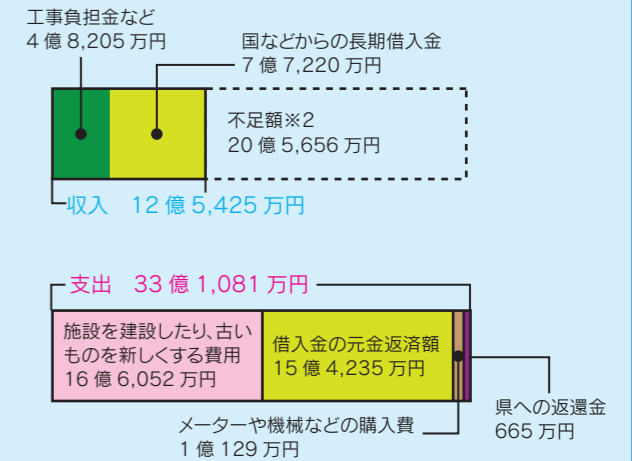 工事負担金など
4億8,205万円
国などからの長期借入金
7億7,220万円
不足額※2
20億5,656万円
収入 12億5,425万円
支出 33億1,081万円
施設を建設したり、古い
ものを新しくする費用
16億6,052万円
借入金の元金返済額
15億4,235万円
メーターや機械などの購入費
1億129万円
県への返還金
665万円